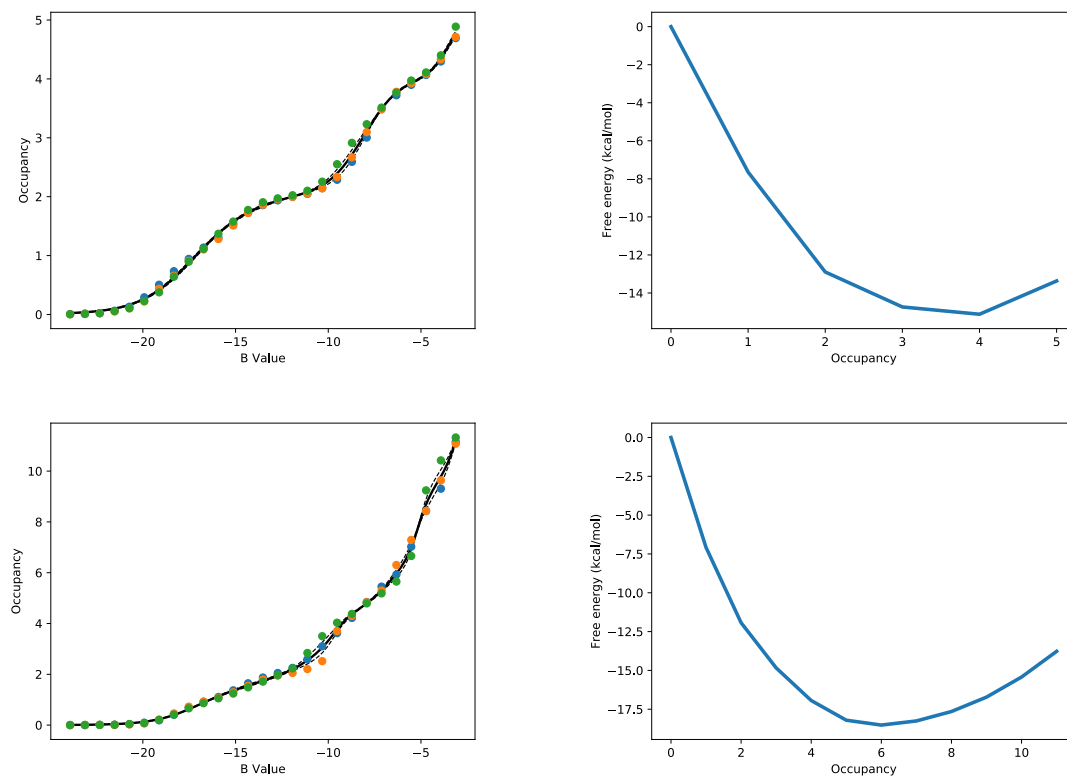 5
4
3
2
1
0
Occupancy
−20 −15 −10 −5
B Value
0
−2
−4
−6
−8
−10
−12
−14
Free energy (kcal/mol)
0 1 2 3 4 5
Occupancy
10
8
6
4
2
0
Occupancy
−20 −15 −10 −5
B Value
0.0
−2.5
−5.0
−7.5
−10.0
−12.5
−15.0
−17.5
Free energy (kcal/mol)
0 2 4 6 8 10
Occupancy